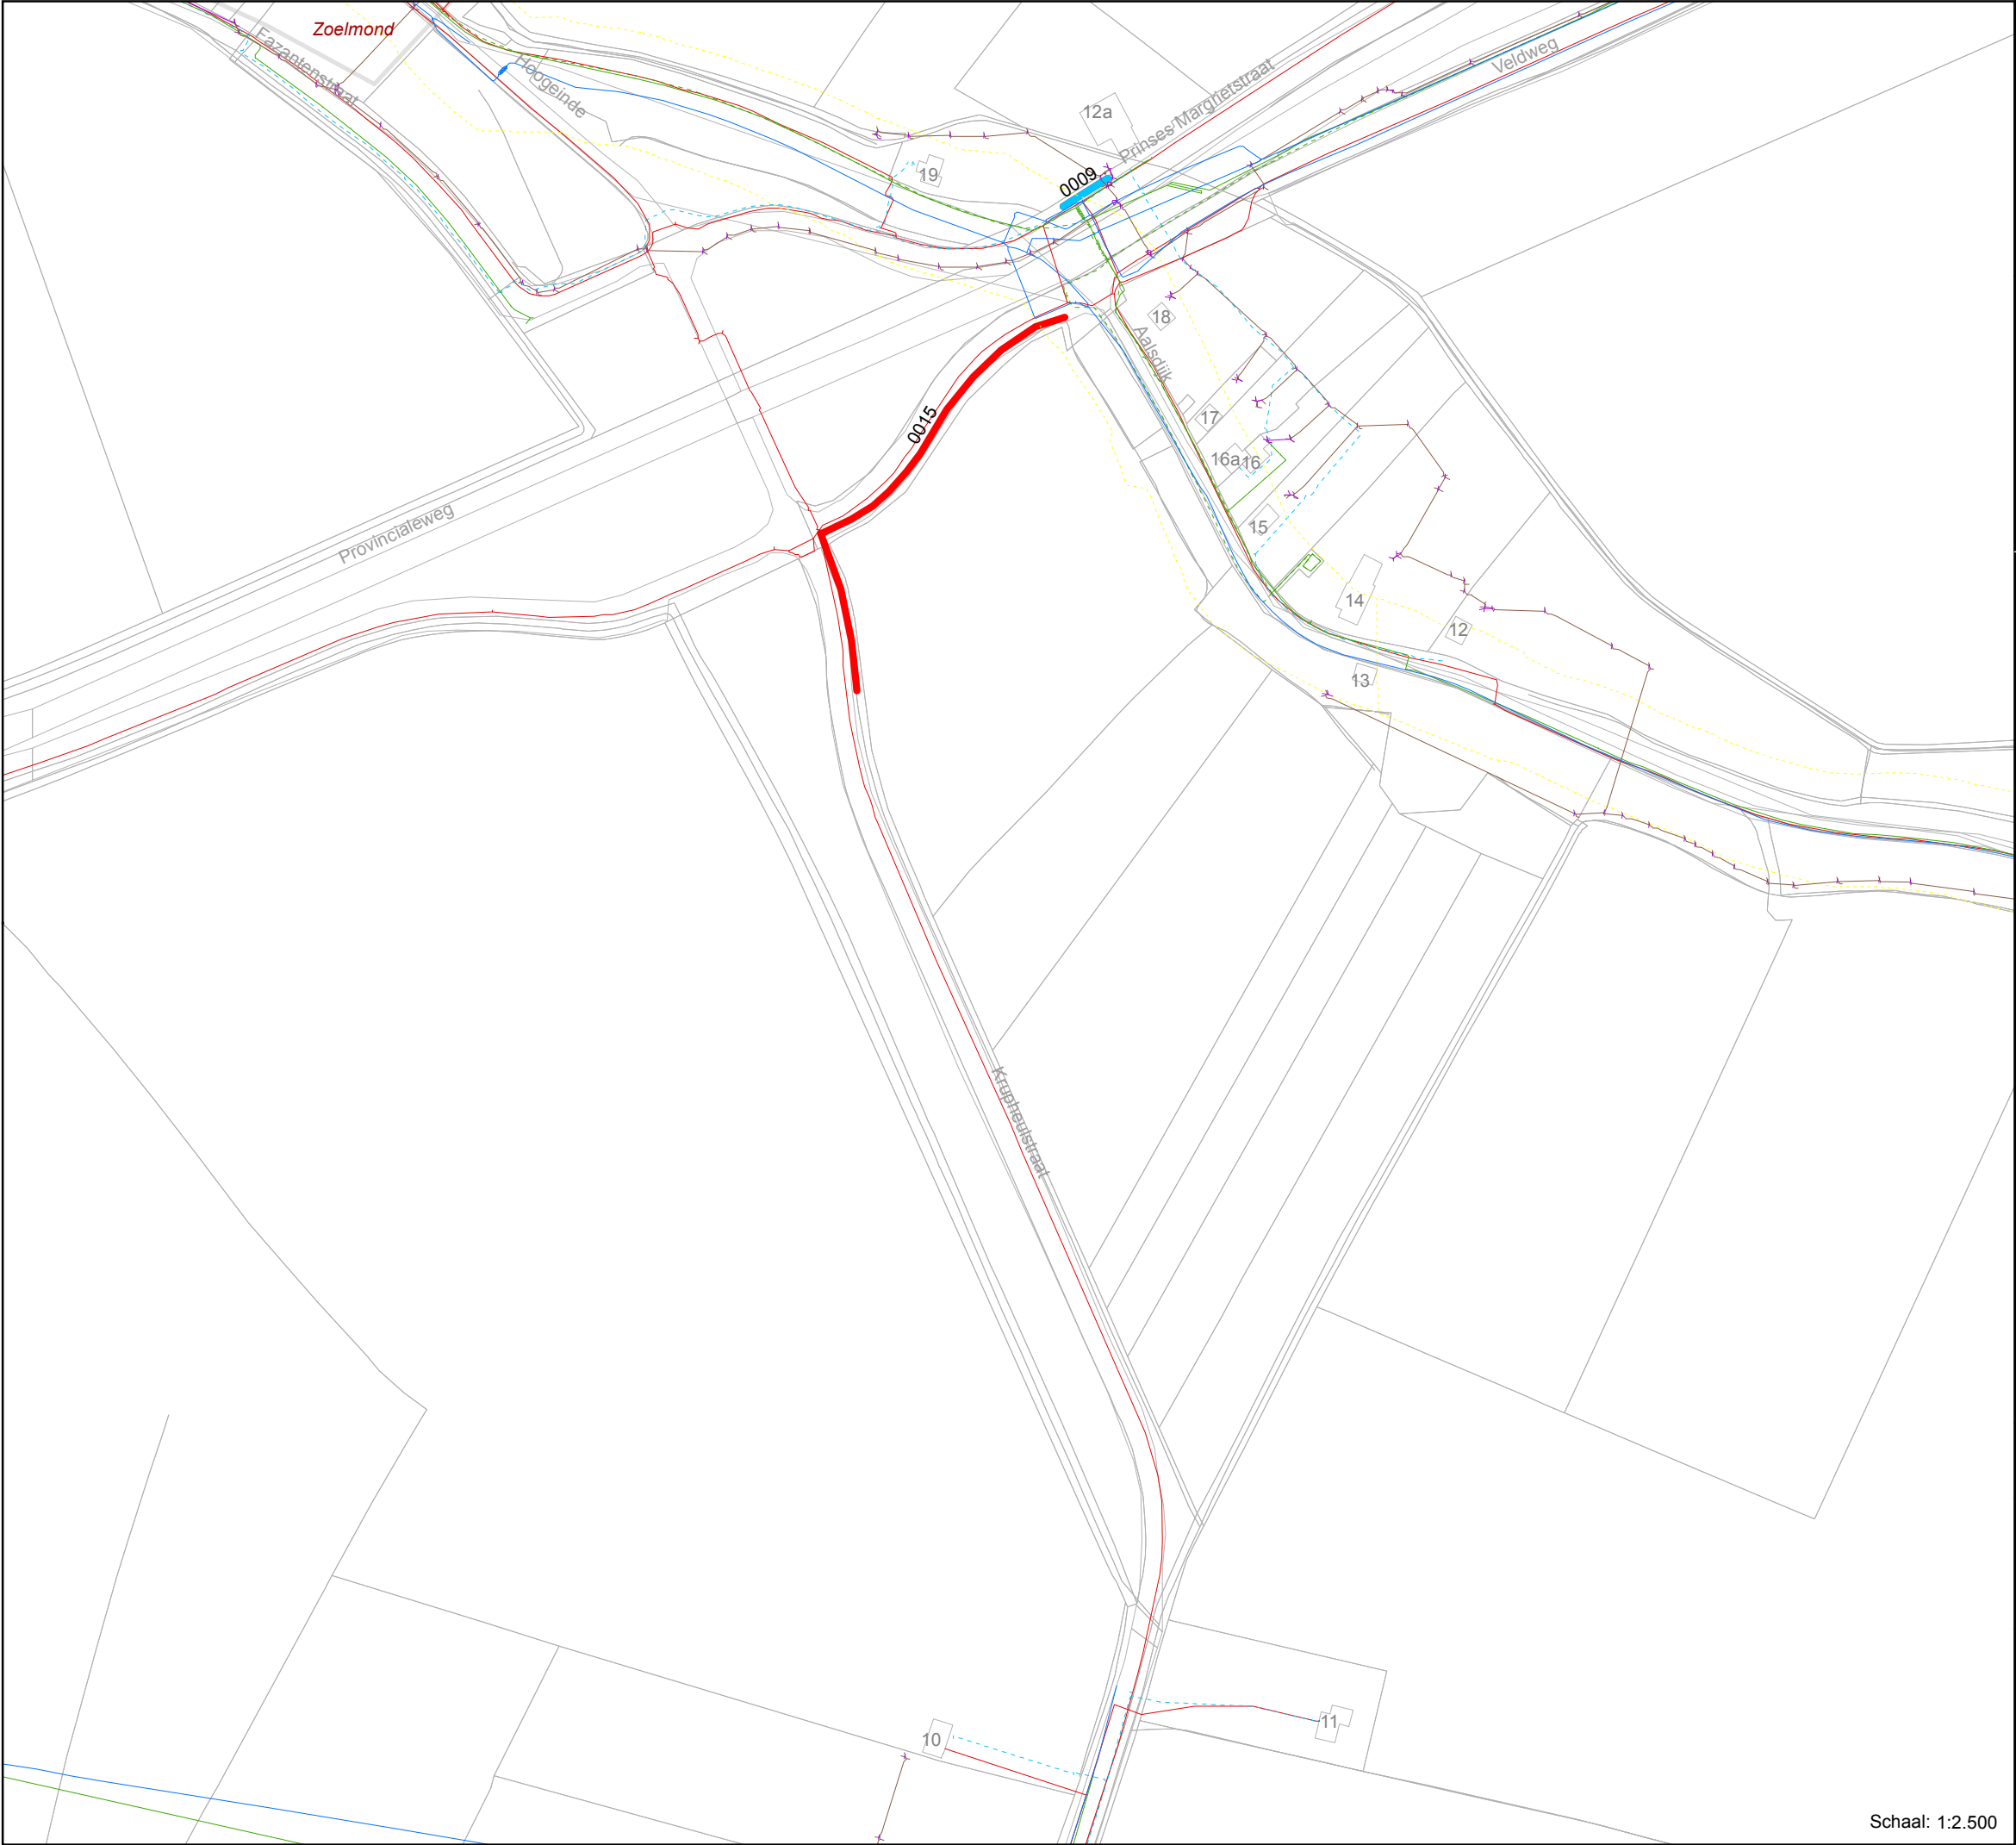 Zoelmond
Fazantenstraat
Hoogeinde
Veldweg
12a
Prinses Margrietstraat
19
0009
18
Aalsdijk
0015
17
16a
16
Provincialeweg
15
14
12
13
Krupheulstraat
10
11
Schaal: 1:2.500